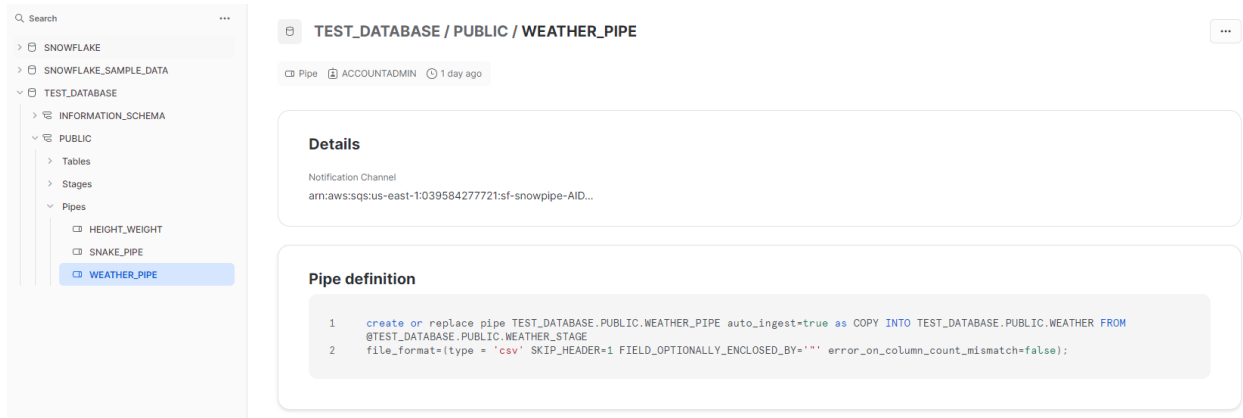 Search
...
SNOWFLAKE
SNOWFLAKE_SAMPLE_DATA
TEST_DATABASE
INFORMATION_SCHEMA
PUBLIC
Tables
Stages
Pipes
HEIGHT_WEIGHT
SNAKE_PIPE
WEATHER_PIPE
TEST_DATABASE / PUBLIC / WEATHER_PIPE
...
Pipe ACCOUNTADMIN 1 day ago
Details
Notification Channel
arn:aws:sqs:us-east-1:039584277721:sf-snowpipe-AID...
Pipe definition
1 create or replace pipe TEST_DATABASE.PUBLIC.WEATHER_PIPE auto_ingest=true as COPY INTO TEST_DATABASE.PUBLIC.WEATHER FROM
@TEST_DATABASE.PUBLIC.WEATHER_STAGE
2 file_format=(type = 'csv' SKIP_HEADER=1 FIELD_OPTIONALLY_ENCLOSED_BY='"' error_on_column_count_mismatch=false);